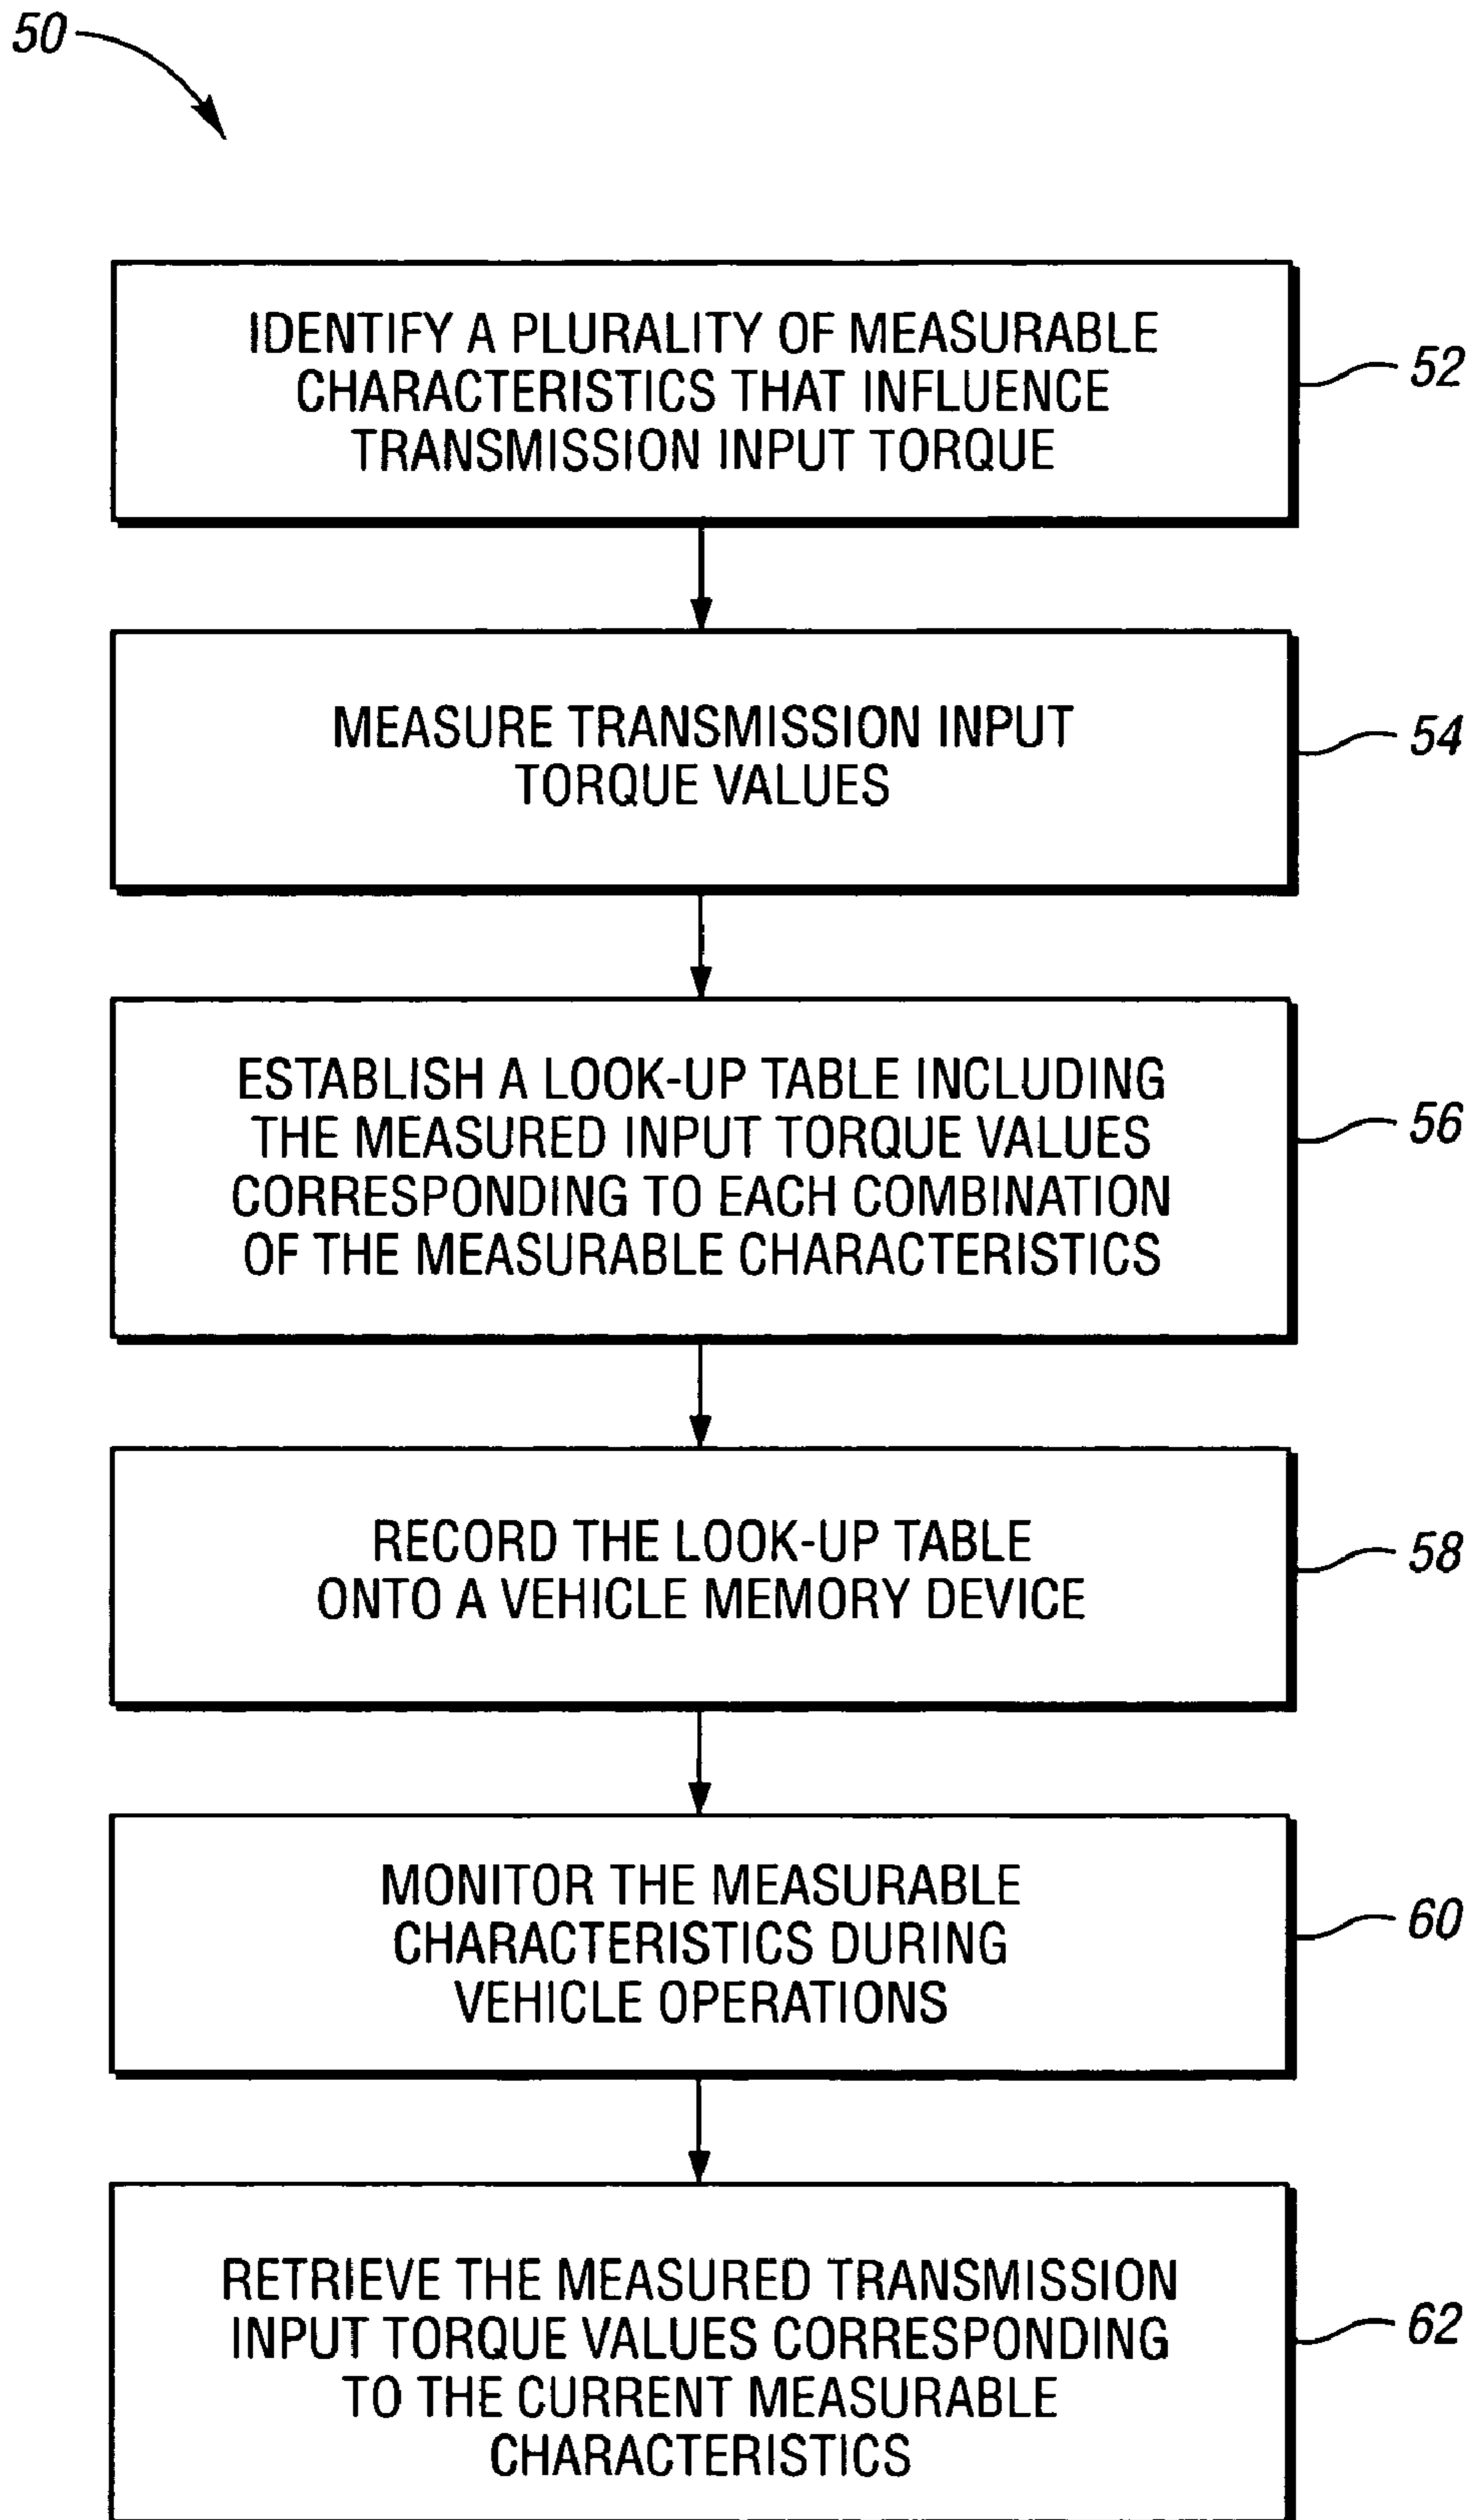 50
IDENTIFY A PLURALITY OF MEASURABLE
CHARACTERISTICS THAT INFLUENCE
TRANSMISSION INPUT TORQUE
52
MEASURE TRANSMISSION INPUT
TORQUE VALUES
54
ESTABLISH A LOOK-UP TABLE INCLUDING
THE MEASURED INPUT TORQUE VALUES
CORRESPONDING TO EACH COMBINATION
OF THE MEASURABLE CHARACTERISTICS
56
RECORD THE LOOK-UP TABLE
ONTO A VEHICLE MEMORY DEVICE
58
MONITOR THE MEASURABLE
CHARACTERISTICS DURING
VEHICLE OPERATIONS
60
RETRIEVE THE MEASURED TRANSMISSION
INPUT TORQUE VALUES CORRESPONDING
TO THE CURRENT MEASURABLE
CHARACTERISTICS
62